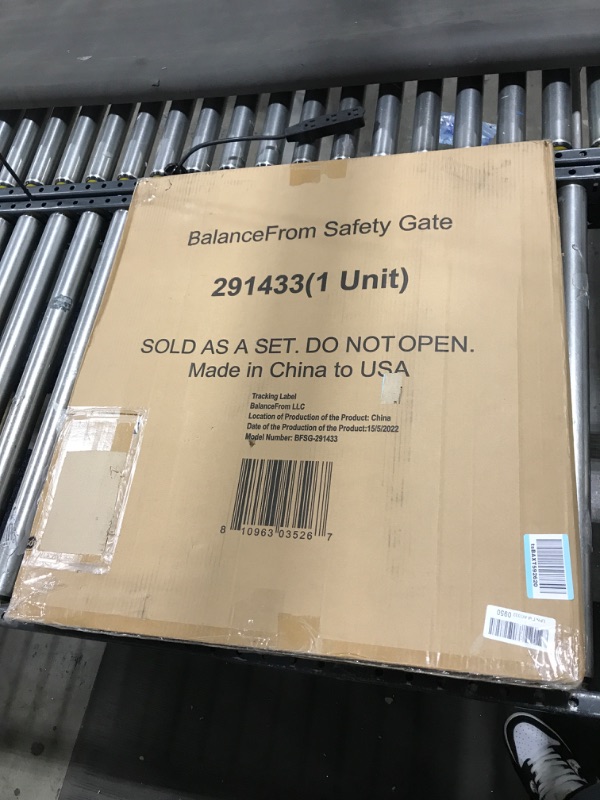 BalanceFrom Safety Gate
291433(1 Unit)
SOLD AS A SET. DO NOT OPEN.
Made in China to USA
Tracking Label
BalanceFrom LLC
Location of Production of the Product: China
Date of the Production of the Product:15/5/2022
Model Number: BFSG-291433
8 10963 03526 7